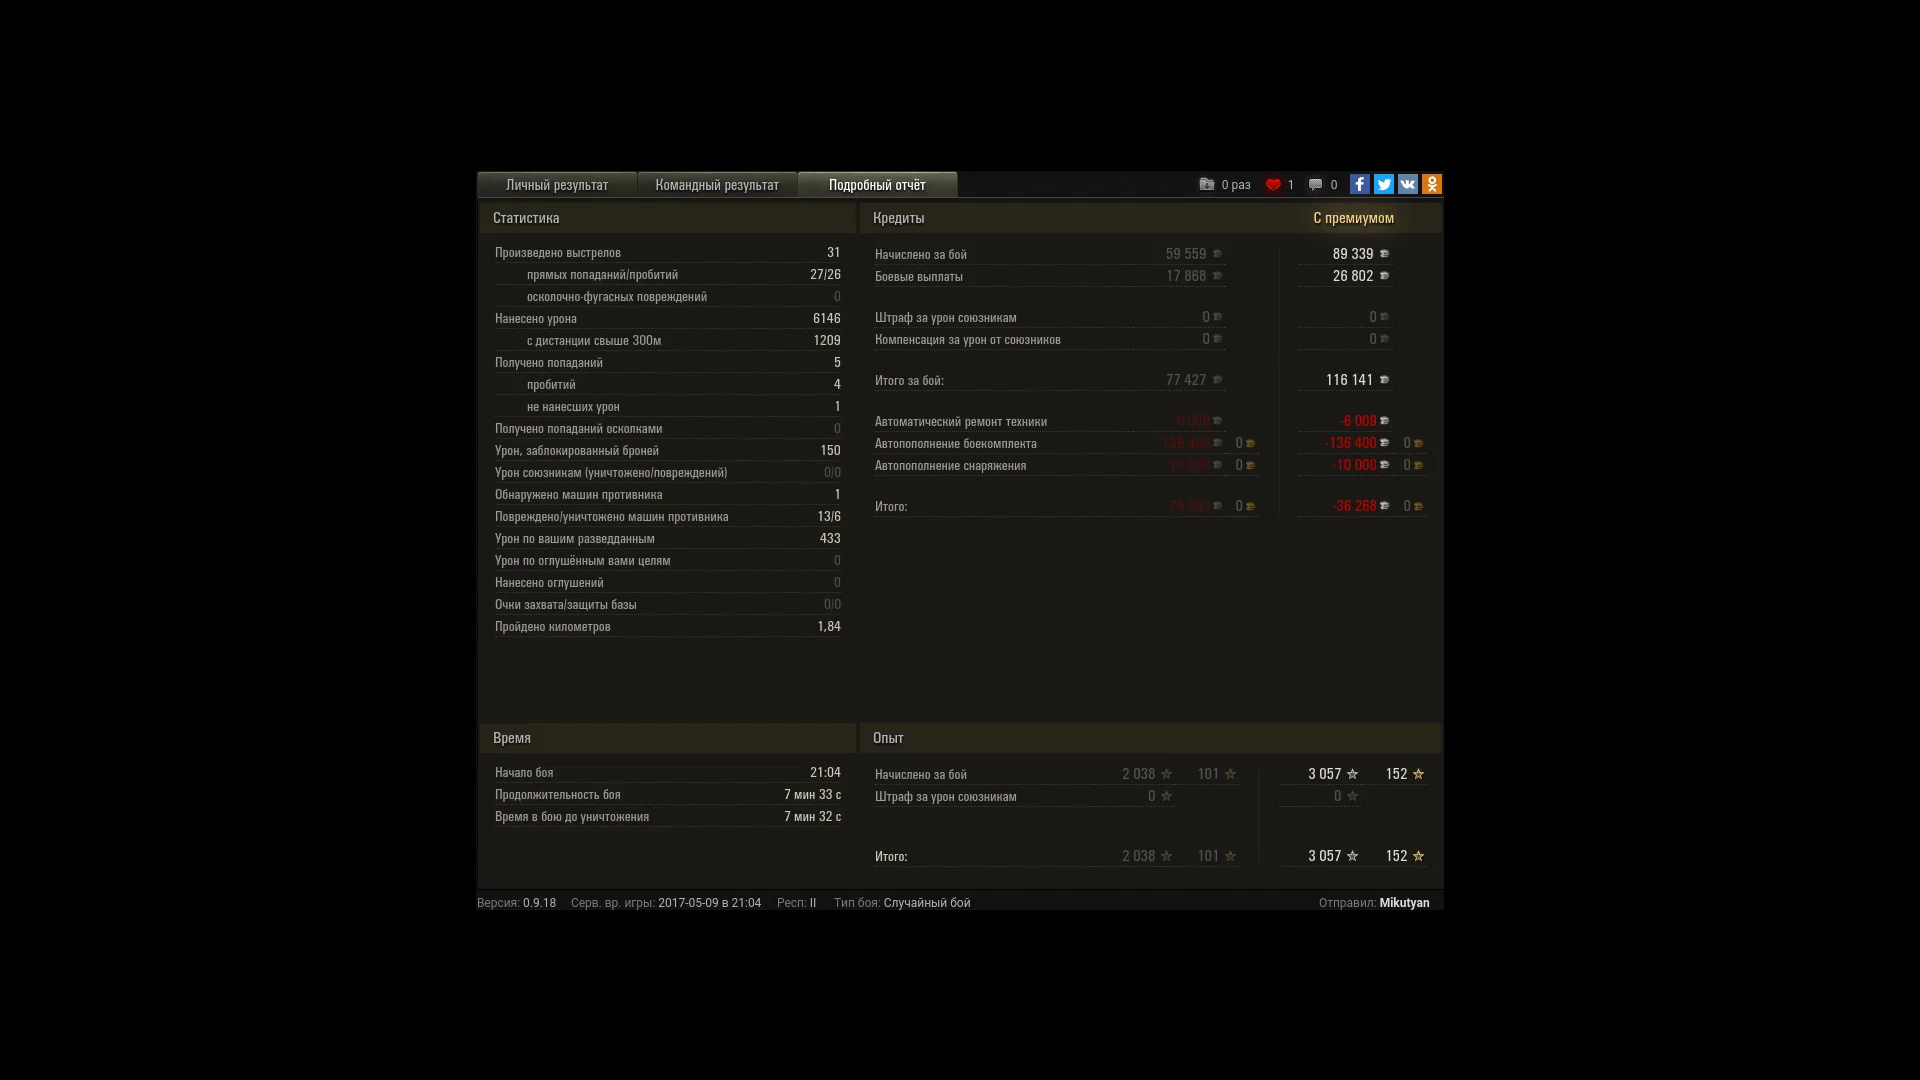 Личный результат Командный результат Подробный отчёт 0 раз 1 0
Статистика
Произведено выстрелов 31
прямых попаданий/пробитий 27/26
осколочно-фугасных повреждений 0
Нанесено урона 6146
с дистанции свыше 300м 1209
Получено попаданий 5
пробитий 4
не нанесших урон 1
Получено попаданий осколками 0
Урон, заблокированный броней 150
Урон союзникам (уничтожено/повреждений) 0/0
Обнаружено машин противника 1
Повреждено/уничтожено машин противника 13/6
Урон по вашим разведданным 433
Урон по оглушённым вами целям 0
Нанесено оглушений 0
Очки захвата/защиты базы 0/0
Пройдено километров 1,84
Кредиты С премиумом
Начислено за бой 59 559 89 339
Боевые выплаты 17 868 26 802
Штраф за урон союзникам 0 0
Компенсация за урон от союзников 0 0
Итого за бой: 77 427 116 141
Автоматический ремонт техники -6 009
Автопополнение боекомплекта 0 -136 400 0
Автопополнение снаряжения 0 -10 000 0
Итого: 0 -36 268 0
Время
Начало боя 21:04
Продолжительность боя 7 мин 33 с
Время в бою до уничтожения 7 мин 32 с
Опыт
Начислено за бой 2 038 101 3 057 152
Штраф за урон союзникам 0 0
Итого: 2 038 101 3 057 152
Версия: 0.9.18 Серв. вр. игры: 2017-05-09 в 21:04 Респ: II Тип боя: Случайный бой Отправил: Mikutyan